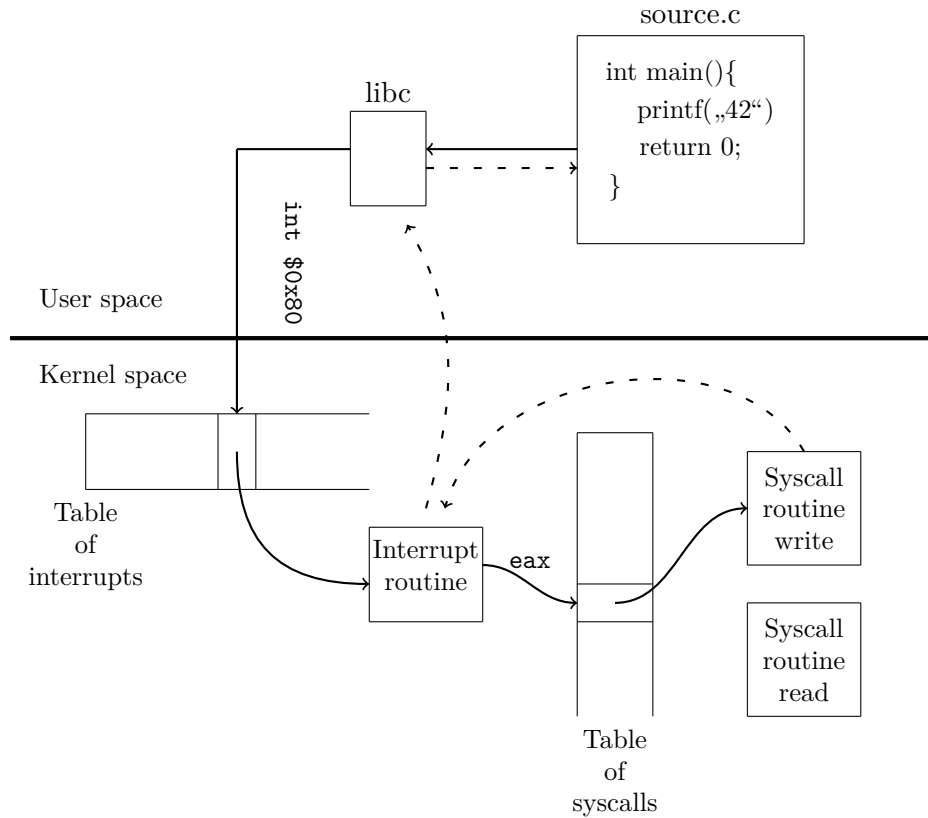 source.c
int main(){
printf(„42“)
return 0;
}
libc
int $0x80
User space
Kernel space
Table
of
interrupts
Interrupt
routine
eax
Table
of
syscalls
Syscall
routine
write
Syscall
routine
read